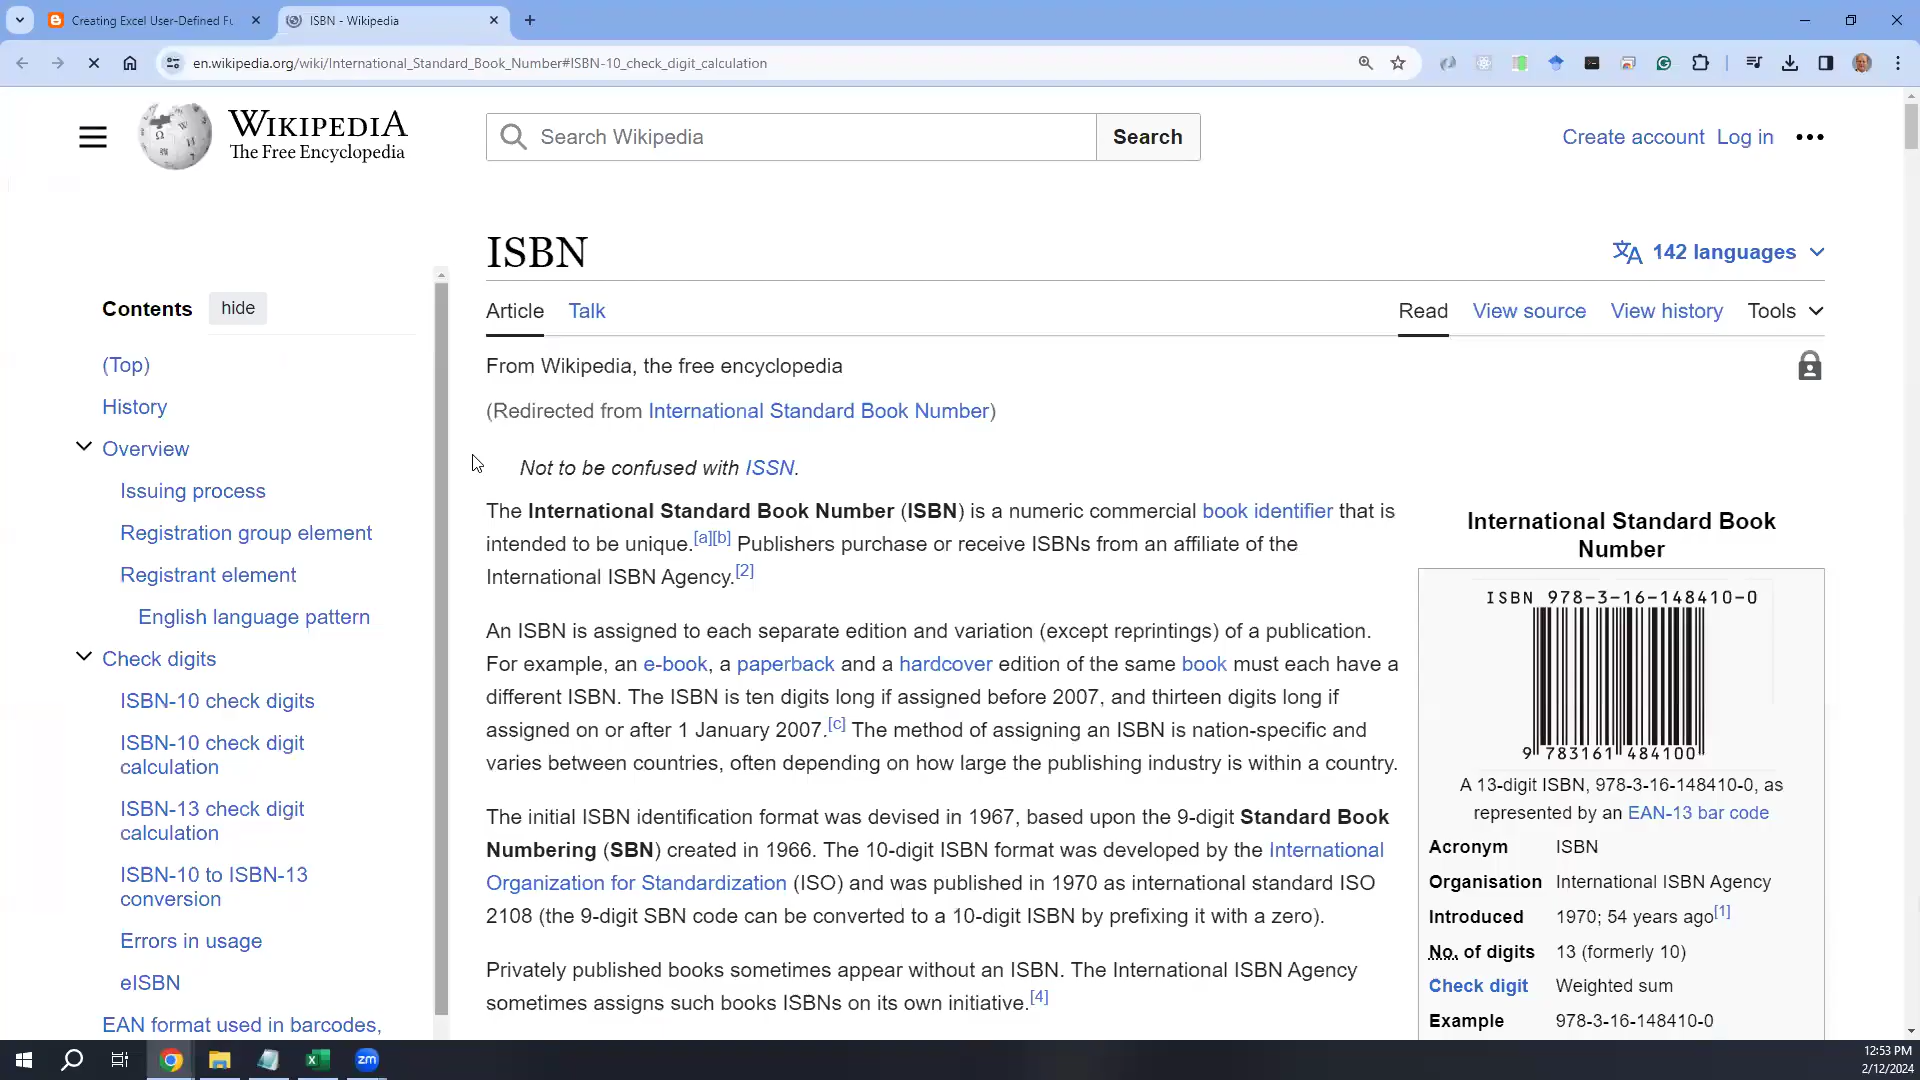 Creating Excel User-Defined Fu
ISBN - Wikipedia
en.wikipedia.org/wiki/International_Standard_Book_Number#ISBN-10_check_digit_calculation
WIKIPEDIA
The Free Encyclopedia
Search Wikipedia
Search
Create account Log in
ISBN
142 languages
Contents hide
Article Talk
Read View source View history Tools
(Top)
History
Overview
Issuing process
Registration group element
Registrant element
English language pattern
Check digits
ISBN-10 check digits
ISBN-10 check digit
calculation
ISBN-13 check digit
calculation
ISBN-10 to ISBN-13
conversion
Errors in usage
eISBN
EAN format used in barcodes,
From Wikipedia, the free encyclopedia
(Redirected from International Standard Book Number)
Not to be confused with ISSN.
The International Standard Book Number (ISBN) is a numeric commercial book identifier that is
intended to be unique.[a][b] Publishers purchase or receive ISBNs from an affiliate of the
International ISBN Agency.[2]
An ISBN is assigned to each separate edition and variation (except reprintings) of a publication.
For example, an e-book, a paperback and a hardcover edition of the same book must each have a
different ISBN. The ISBN is ten digits long if assigned before 2007, and thirteen digits long if
assigned on or after 1 January 2007.[c] The method of assigning an ISBN is nation-specific and
varies between countries, often depending on how large the publishing industry is within a country.
The initial ISBN identification format was devised in 1967, based upon the 9-digit Standard Book
Numbering (SBN) created in 1966. The 10-digit ISBN format was developed by the International
Organization for Standardization (ISO) and was published in 1970 as international standard ISO
2108 (the 9-digit SBN code can be converted to a 10-digit ISBN by prefixing it with a zero).
Privately published books sometimes appear without an ISBN. The International ISBN Agency
sometimes assigns such books ISBNs on its own initiative.[4]
International Standard Book
Number
ISBN 978-3-16-148410-0
9 783161 484100
A 13-digit ISBN, 978-3-16-148410-0, as
represented by an EAN-13 bar code
Acronym ISBN
Organisation International ISBN Agency
Introduced 1970; 54 years ago[1]
No. of digits 13 (formerly 10)
Check digit Weighted sum
Example 978-3-16-148410-0
zm
12:53 PM
2/12/2024